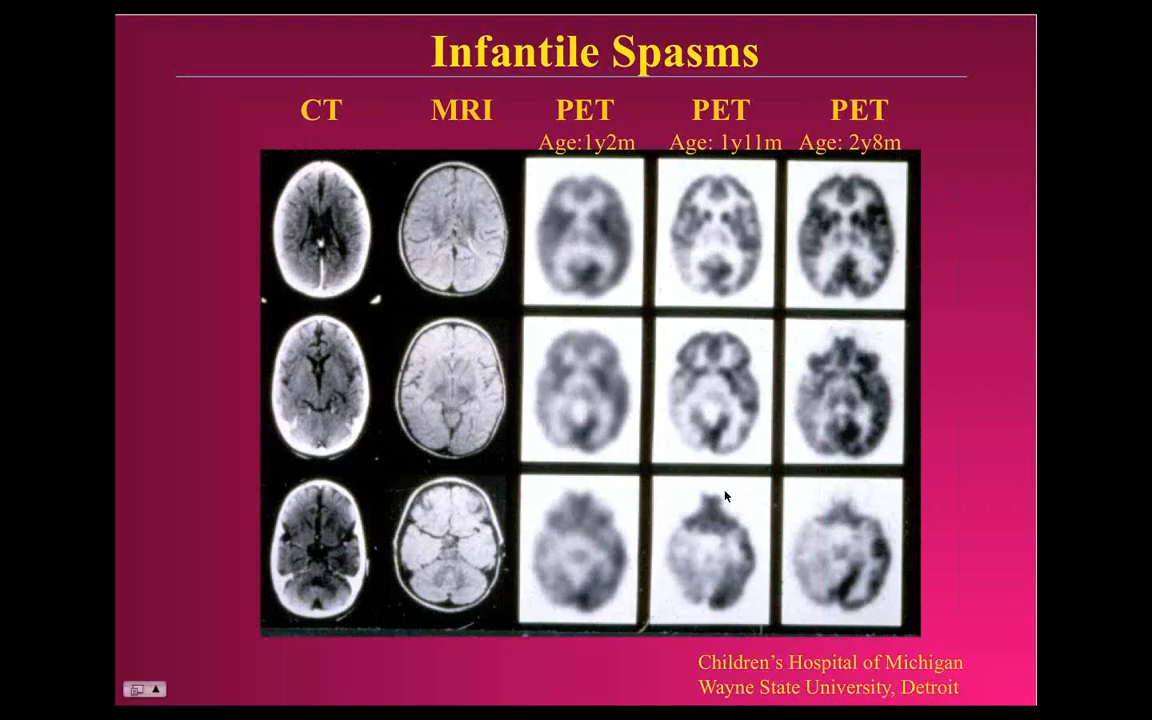 Infantile Spasms
CT MRI PET PET PET
Age:1y2m Age: 1y11m Age: 2y8m
Children's Hospital of Michigan
Wayne State University, Detroit